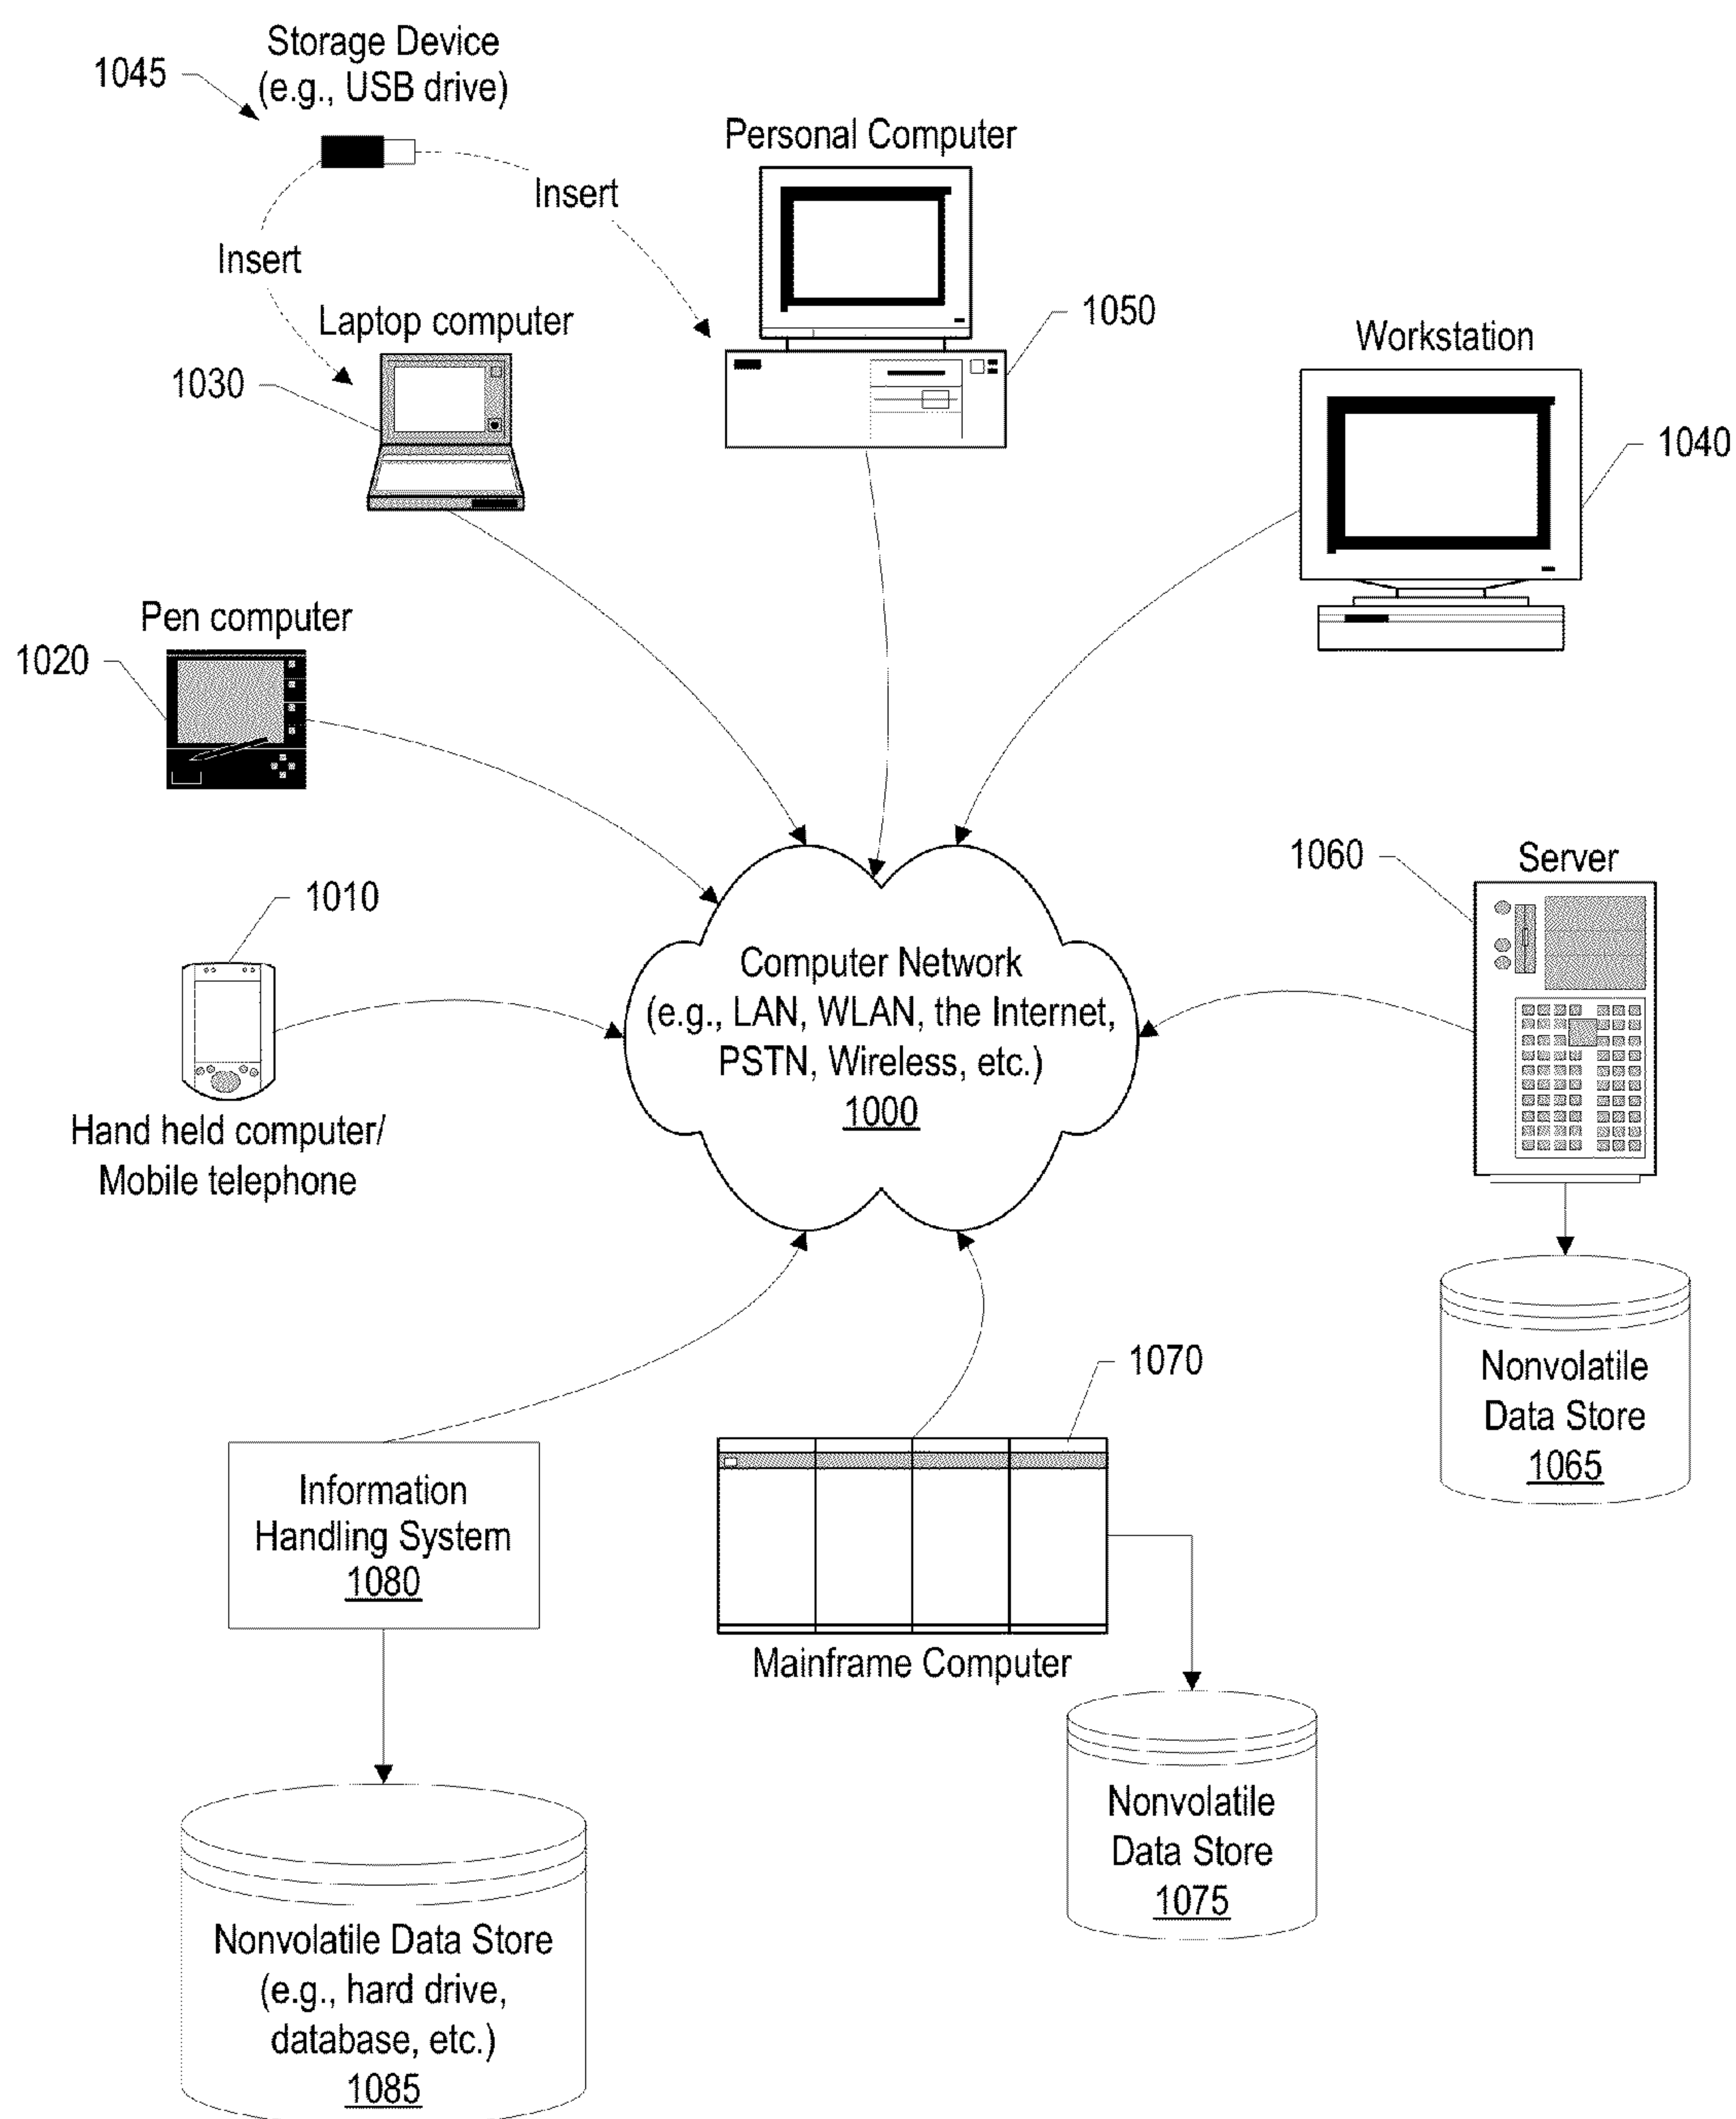 Storage Device
(e.g., USB drive)
1045
Personal Computer
Insert
Insert
Laptop computer
1050
Workstation
1030
1040
Pen computer
1020
1060
Server
1010
Computer Network
(e.g., LAN, WLAN, the Internet,
PSTN, Wireless, etc.)
1000
Hand held computer/
Mobile telephone
1070
Nonvolatile
Data Store
1065
Information
Handling System
1080
Mainframe Computer
Nonvolatile
Data Store
1075
Nonvolatile Data Store
(e.g., hard drive,
database, etc.)
1085